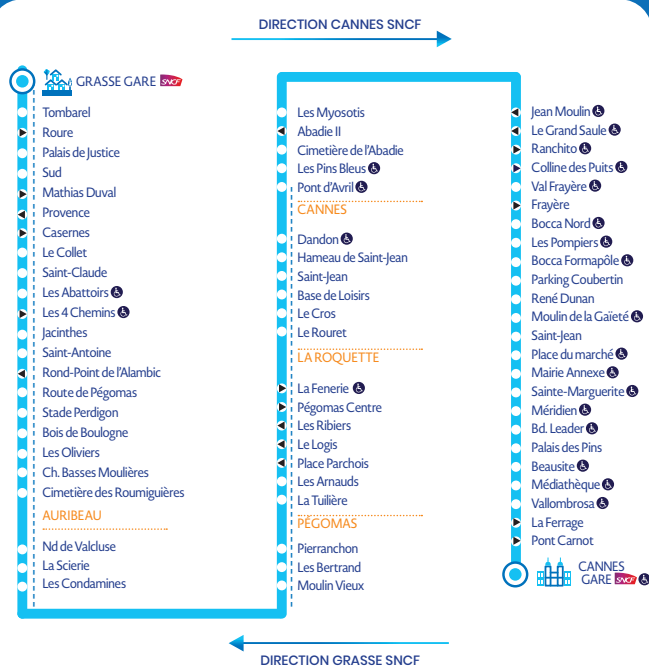 DIRECTION CANNES SNCF
GRASSE GARE SNCF
Tombarel
Roure
Palais de Justice
Sud
Mathias Duval
Provence
Casernes
Le Collet
Saint-Claude
Les Abattoirs
Les 4 Chemins
Jacinthes
Saint-Antoine
Rond-Point de l'Alambic
Route de Pégomas
Stade Perdigon
Bois de Boulogne
Les Oliviers
Ch. Basses Moulières
Cimetière des Roumiguières
AURIBEAU
Nd de Valcluse
La Scierie
Les Condamines
Les Myosotis
Abadie II
Cimetière de l'Abadie
Les Pins Bleus
Pont d'Avril
CANNES
Dandon
Hameau de Saint-Jean
Saint-Jean
Base de Loisirs
Le Cros
Le Rouret
LA ROQUETTE
La Fenerie
Pégomas Centre
Les Ribiers
Le Logis
Place Parchois
Les Arnauds
La Tuilière
PÉGOMAS
Pierranchon
Les Bertrand
Moulin Vieux
Jean Moulin
Le Grand Saule
Ranchito
Colline des Puits
Val Frayère
Frayère
Bocca Nord
Les Pompiers
Bocca Formapôle
Parking Coubertin
René Dunan
Moulin de la Gaïeté
Saint-Jean
Place du marché
Mairie Annexe
Sainte-Marguerite
Méridien
Bd. Leader
Palais des Pins
Beausite
Médiathèque
Vallombrosa
La Ferrage
Pont Carnot
CANNES
GARE SNCF
DIRECTION GRASSE SNCF